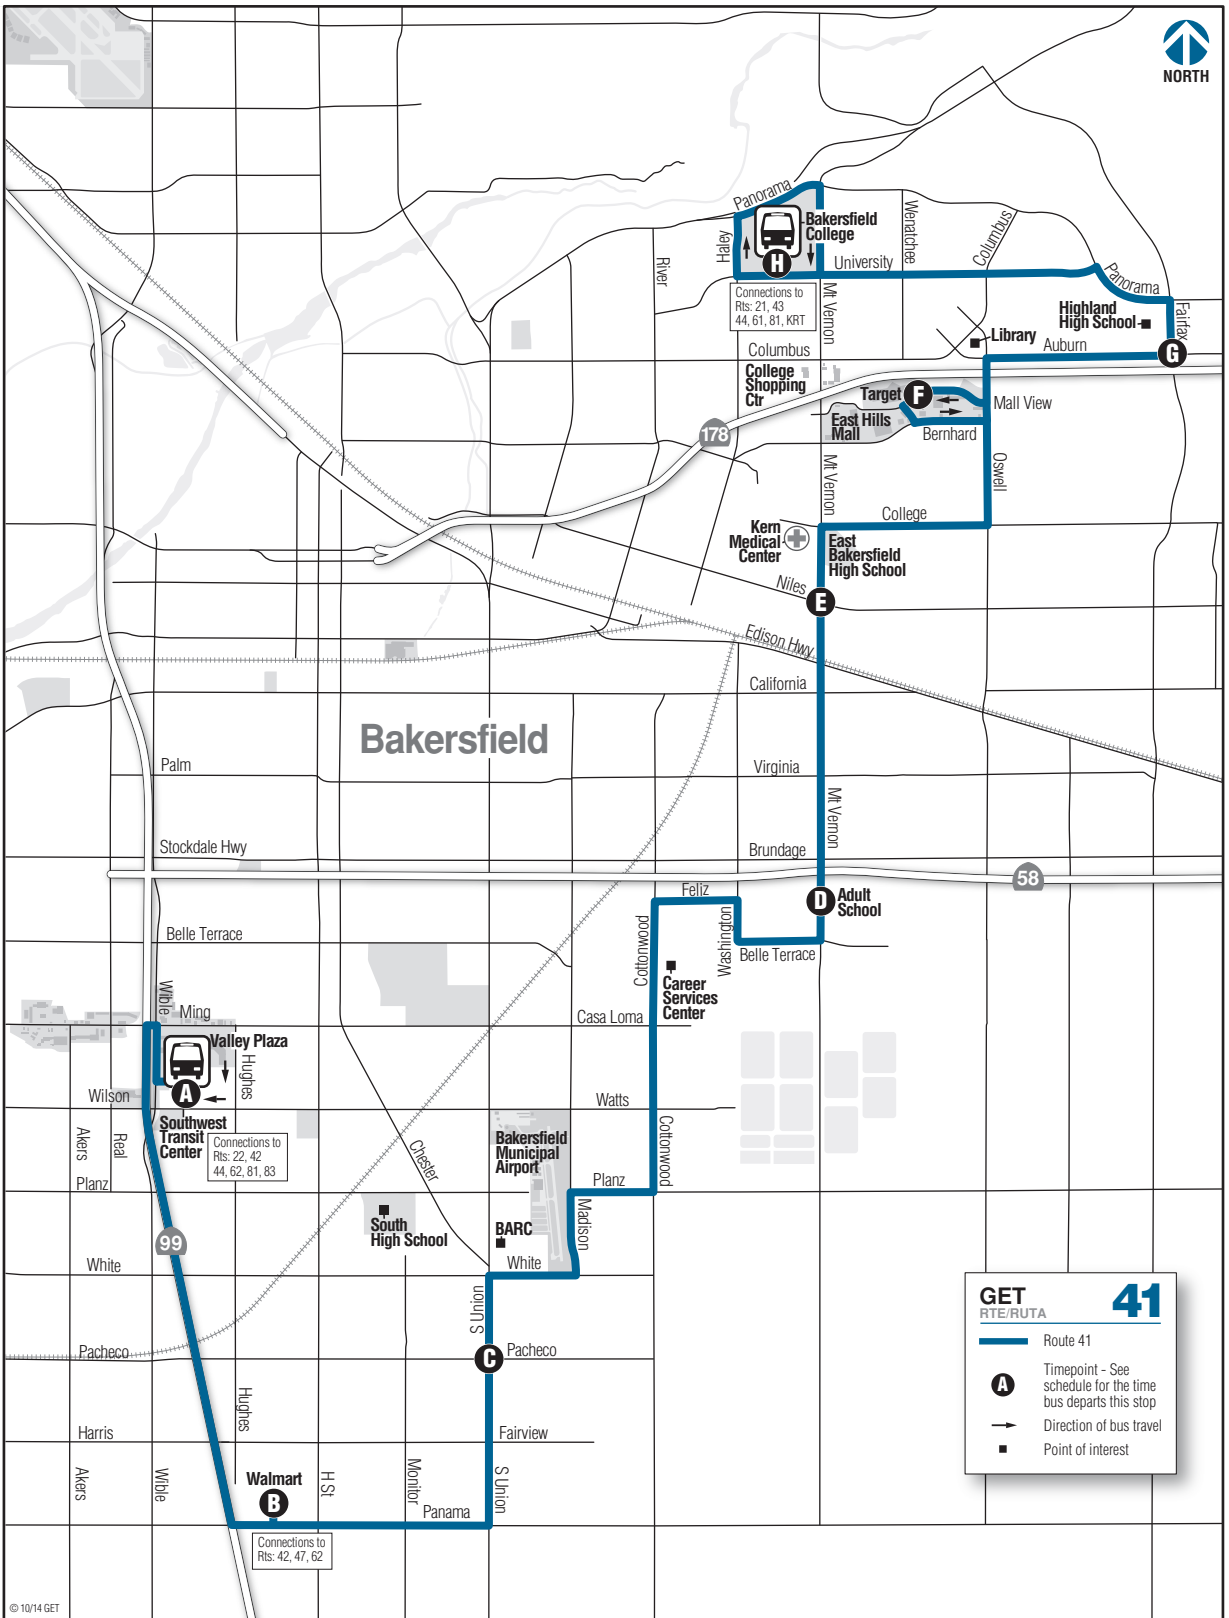 NORTH
Panorama
Bakersfield
College
Haley
H
River
University
Wenatchee
Columbus
Panorama
Fairfax
Connections to
Rts: 21, 43
44, 61, 81, KRT
Mt Vernon
Highland
High School
Library
Columbus
Auburn
G
College
Shopping
Ctr
Target
F
Mall View
East Hills
Mall
Bernhard
178
Mt Vernon
Oswell
College
Kern
Medical
Center
East
Bakersfield
High School
Niles
E
Edison Hwy
California
Bakersfield
Palm
Virginia
Mt Vernon
Stockdale Hwy
Brundage
58
Feliz
D
Adult
School
Cottonwood
Washington
Belle Terrace
Belle Terrace
Career
Services
Center
Wible
Ming
Casa Loma
Valley Plaza
Hughes
A
Wilson
Watts
Southwest
Transit
Center
Connections to
Rts: 22, 42
44, 62, 81, 83
Akers
Real
Chester
Bakersfield
Municipal
Airport
Cottonwood
Planz
Planz
Madison
South
High School
BARC
99
White
White
S Union
Pacheco
C
Pacheco
Hughes
Harris
Fairview
Akers
Wible
Walmart
B
H St
Monitor
Panama
S Union
Connections to
Rts: 42, 47, 62
GET
RTE/RUTA
41
Route 41
A
Timepoint - See
schedule for the time
bus departs this stop
Direction of bus travel
Point of interest
© 10/14 GET